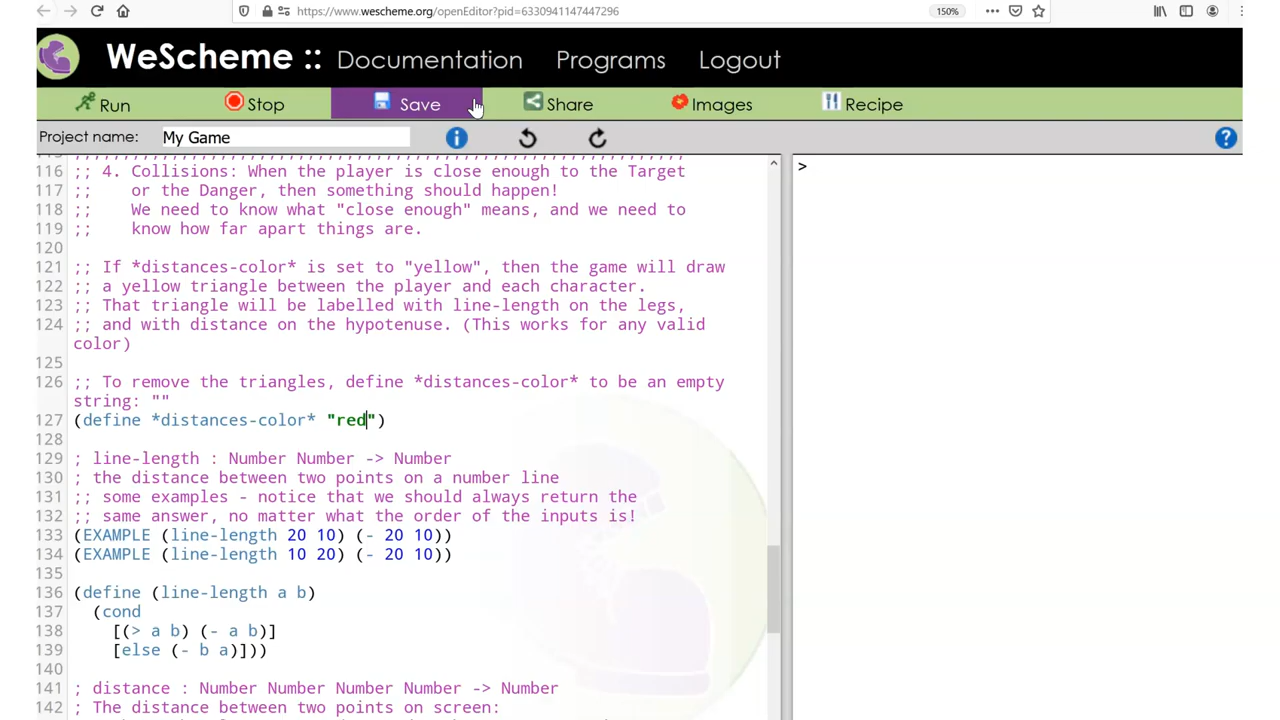 https://www.wescheme.org/openEditor?pid=6330941147447296
150%
WeScheme :: Documentation Programs Logout
Run Stop Save Share Images Recipe
Project name: My Game
116 ;; 4. Collisions: When the player is close enough to the Target
117 ;;    or the Danger, then something should happen!
118 ;;    We need to know what "close enough" means, and we need to
119 ;;    know how far apart things are.
120
121 ;; If *distances-color* is set to "yellow", then the game will draw
122 ;; a yellow triangle between the player and each character.
123 ;; That triangle will be labelled with line-length on the legs,
124 ;; and with distance on the hypotenuse. (This works for any valid
color)
125
126 ;; To remove the triangles, define *distances-color* to be an empty
string: ""
127 (define *distances-color* "red")
128
129 ; line-length : Number Number -> Number
130 ; the distance between two points on a number line
131 ;; some examples - notice that we should always return the
132 ;; same answer, no matter what the order of the inputs is!
133 (EXAMPLE (line-length 20 10) (- 20 10))
134 (EXAMPLE (line-length 10 20) (- 20 10))
135
136 (define (line-length a b)
137   (cond
138     [(> a b) (- a b)]
139     [else (- b a)]))
140
141 ; distance : Number Number Number Number -> Number
142 ; The distance between two points on screen:
>